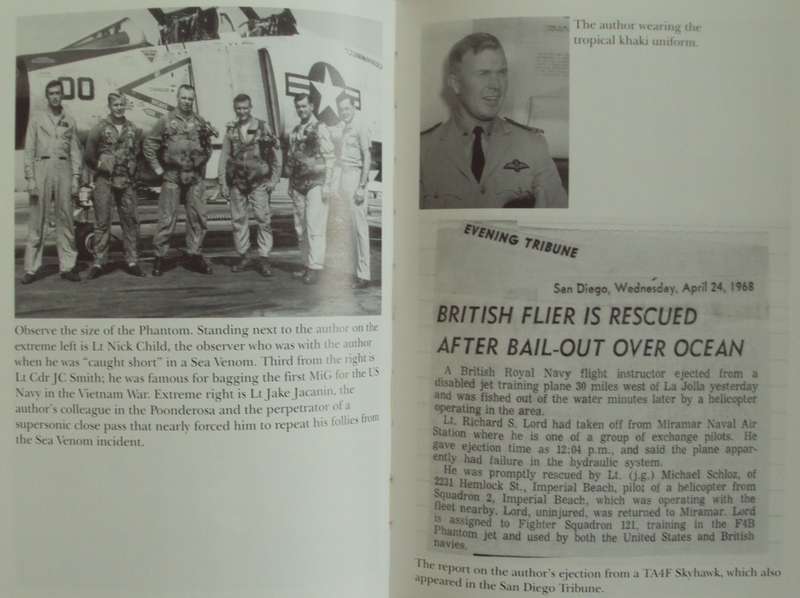 00
Observe the size of the Phantom. Standing next to the author on the
extreme left is Lt Nick Child, the observer who was with the author
when he was “caught short” in a Sea Venom. Third from the right is
Lt Cdr JC Smith; he was famous for bagging the first MiG for the US
Navy in the Vietnam War. Extreme right is Lt Jake Jacanin, the
author’s colleague in the Poonderosa and the perpetrator of a
supersonic close pass that nearly forced him to repeat his follies from
the Sea Venom incident.
The author wearing the
tropical khaki uniform.
EVENING TRIBUNE
San Diego, Wednesday, April 24, 1968
BRITISH FLIER IS RESCUED
AFTER BAIL-OUT OVER OCEAN
A British Royal Navy flight instructor ejected from a
disabled jet training plane 30 miles west of La Jolla yesterday
and was fished out of the water minutes later by a helicopter
operating in the area.
Lt. Richard S. Lord had taken off from Miramar Naval Air
Station where he is one of a group of exchange pilots. He
gave ejection time as 12:04 p.m., and said the plane appar-
ently had failure in the hydraulic system.
He was promptly rescued by Lt. (j.g.) Michael Schloz, of
2231 Hemlock St., Imperial Beach, pilot of a helicopter from
Squadron 2, Imperial Beach, which was operating with the
fleet nearby. Lord, uninjured, was returned to Miramar. Lord
is assigned to Fighter Squadron 121, training in the F4B
Phantom jet and used by both the United States and British
navies.
The report on the author’s ejection from a TA4F Skyhawk, which also
appeared in the San Diego Tribune.